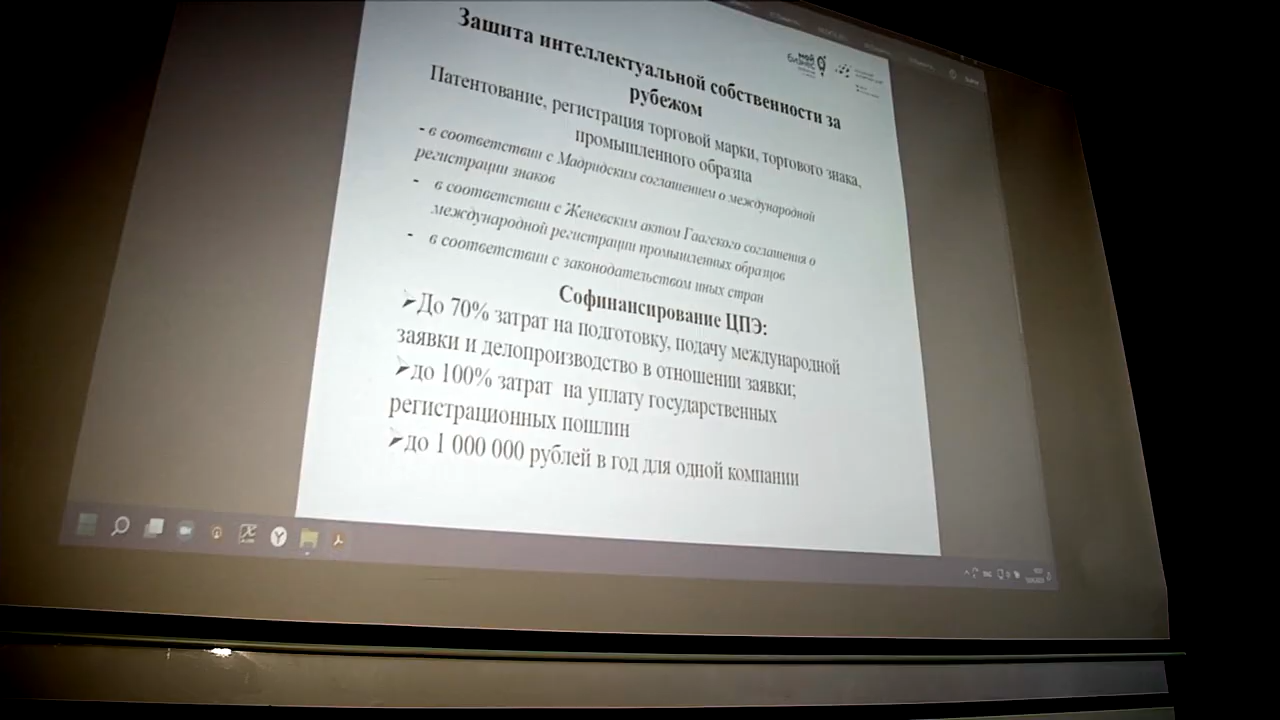 Защита интеллектуальной собственности за
рубежом
мой
бизнес
Патентование, регистрация торговой марки, торгового знака,
промышленного образца
- в соответствии с Мадридским соглашением о международной
регистрации знаков
- в соответствии с Женевским актом Гаагского соглашения о
международной регистрации промышленных образцов
- в соответствии с законодательством иных стран
Софинансирование ЦПЭ:
➢До 70% затрат на подготовку, подачу международной
заявки и делопроизводство в отношении заявки;
➢до 100% затрат на уплату государственных
регистрационных пошлин
➢до 1 000 000 рублей в год для одной компании